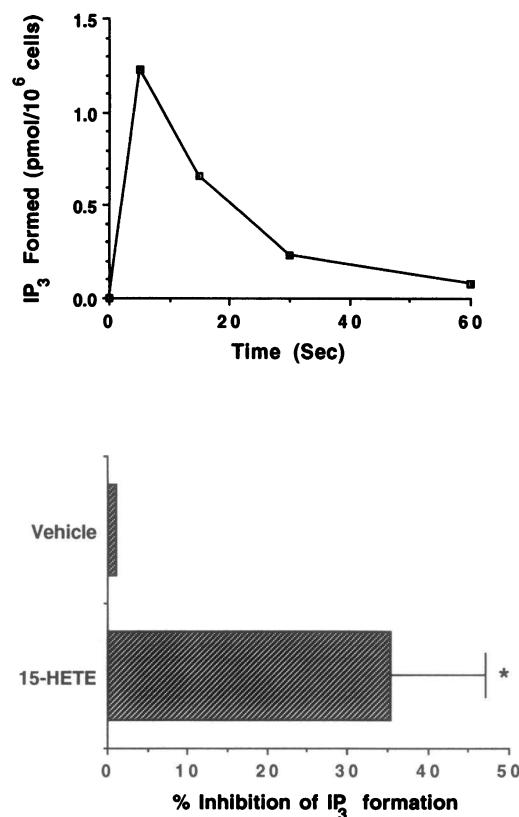 IP3 Formed (pmol/10^6 cells)
1.5
1.0
0.5
0.0
0 20 40 60
Time (Sec)
Vehicle
15-HETE
*
0 10 20 30 40 50
% Inhibition of IP3 formation